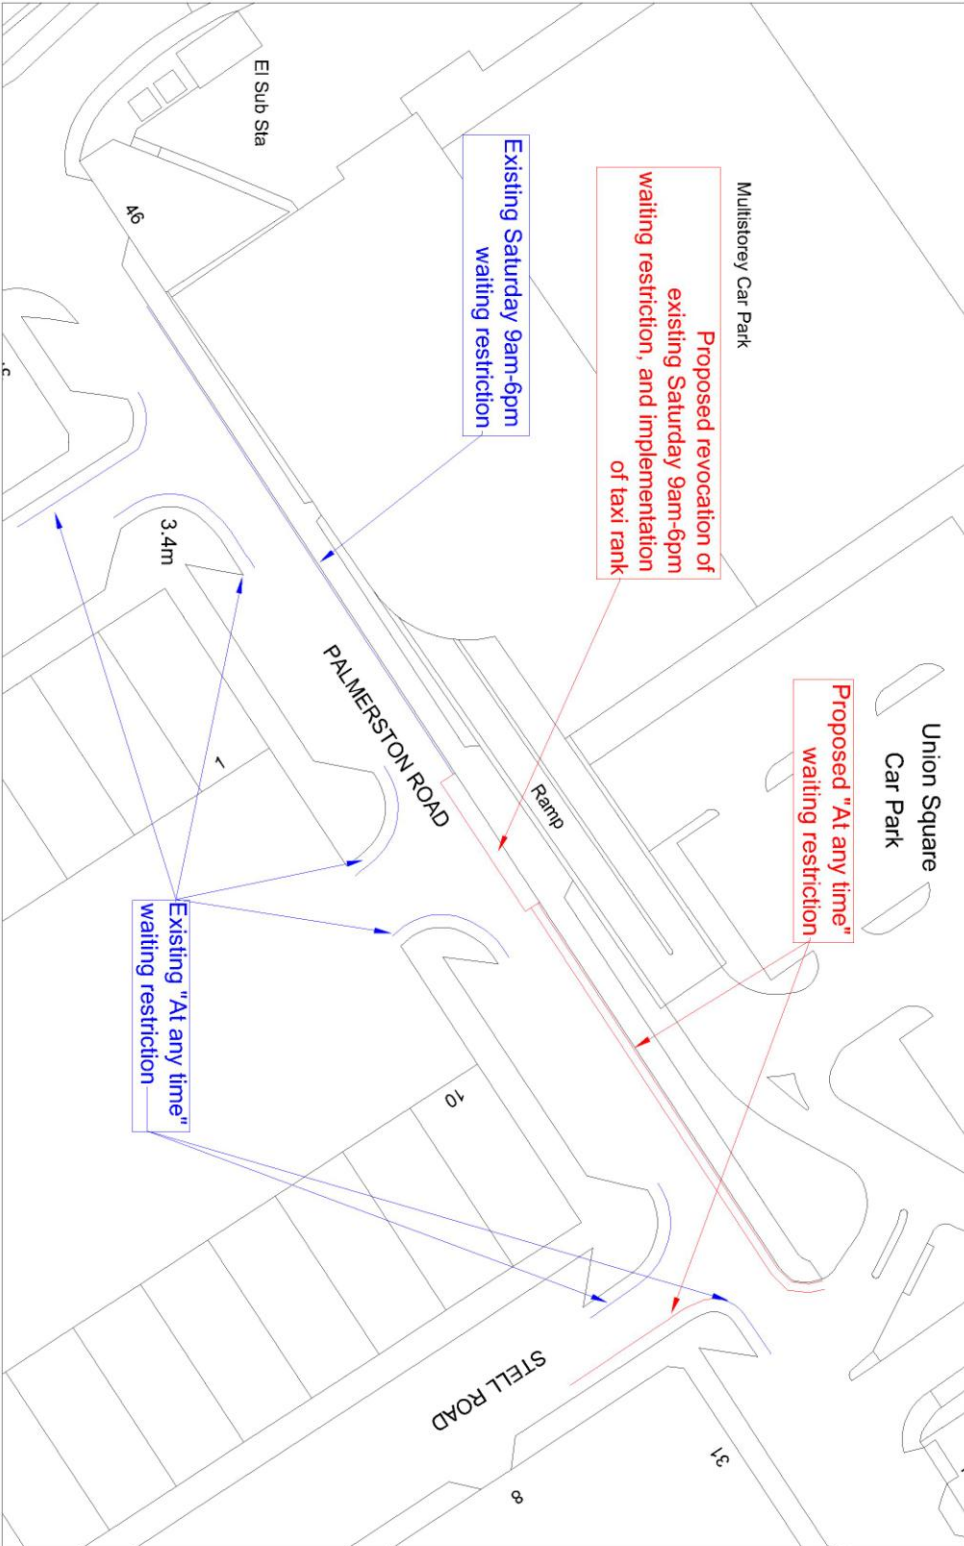 Union Square
Car Park
Multistorey Car Park
El Sub Sta
Proposed "At any time"
waiting restriction
Proposed revocation of
existing Saturday 9am-6pm
waiting restriction, and implementation
of taxi rank
Existing Saturday 9am-6pm
waiting restriction
46
Ramp
3.4m
PALMERSTON ROAD
1
10
Existing "At any time"
waiting restriction
STELL ROAD
31
8